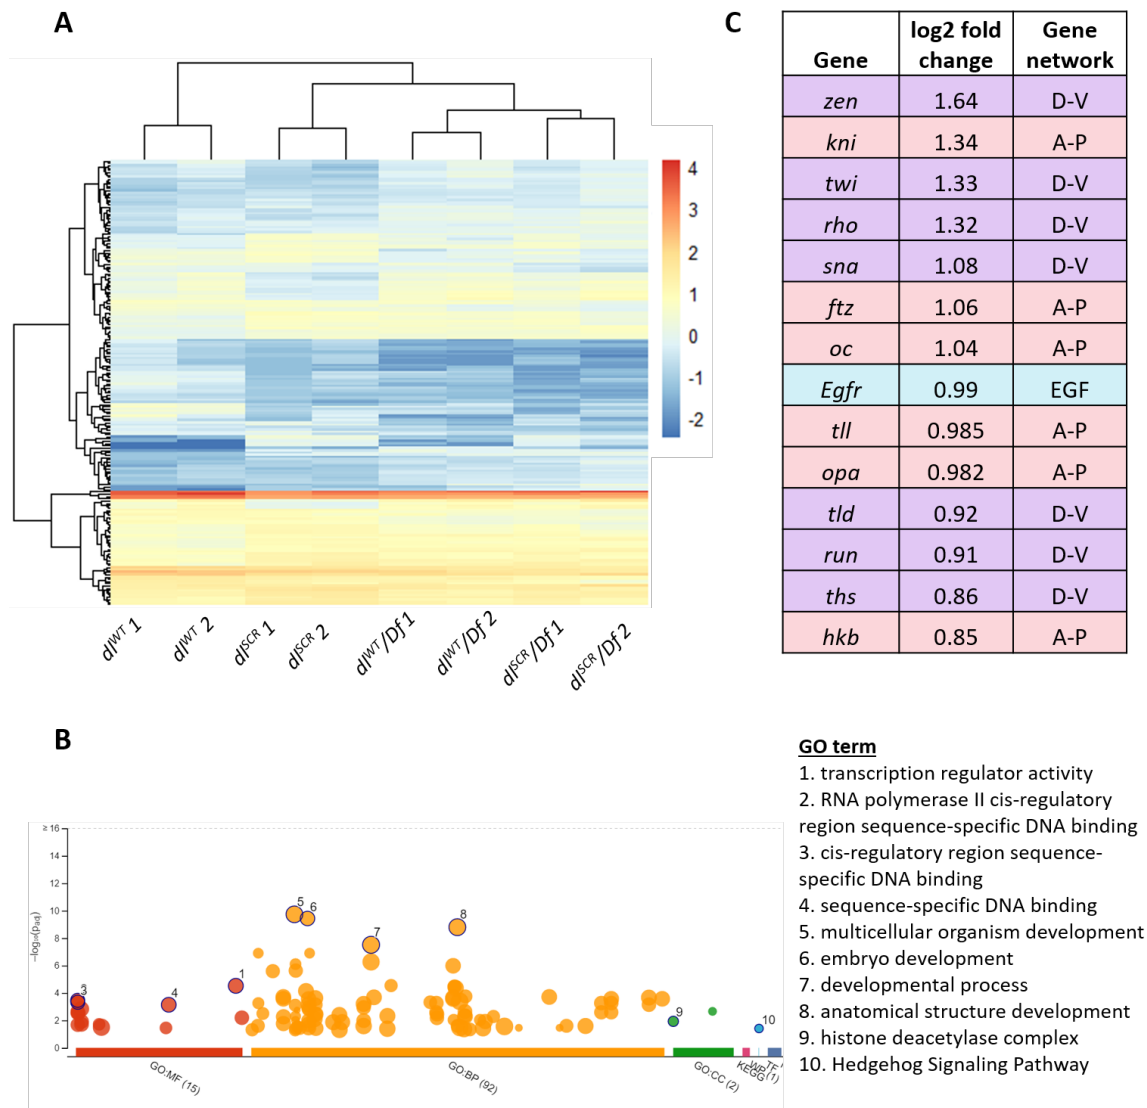 A
4
3
2
1
0
-1
-2
dl^WT 1
dl^WT 2
dl^SCR 1
dl^SCR 2
dl^WT/Df 1
dl^WT/Df 2
dl^SCR/Df 1
dl^SCR/Df 2
C
Gene log2 fold change Gene network
zen 1.64 D-V
kni 1.34 A-P
twi 1.33 D-V
rho 1.32 D-V
sna 1.08 D-V
ftz 1.06 A-P
oc 1.04 A-P
Egfr 0.99 EGF
tll 0.985 A-P
opa 0.982 A-P
tld 0.92 D-V
run 0.91 D-V
ths 0.86 D-V
hkb 0.85 A-P
B
-log₁₀(p_adj)
≥ 16
14
12
10
8
6
4
2
0
3
4
1
5
6
7
8
9
10
GO:MF (15)
GO:BP (92)
GO:CC (2)
KEGG
GO term
1. transcription regulator activity
2. RNA polymerase II cis-regulatory
region sequence-specific DNA binding
3. cis-regulatory region sequence-
specific DNA binding
4. sequence-specific DNA binding
5. multicellular organism development
6. embryo development
7. developmental process
8. anatomical structure development
9. histone deacetylase complex
10. Hedgehog Signaling Pathway